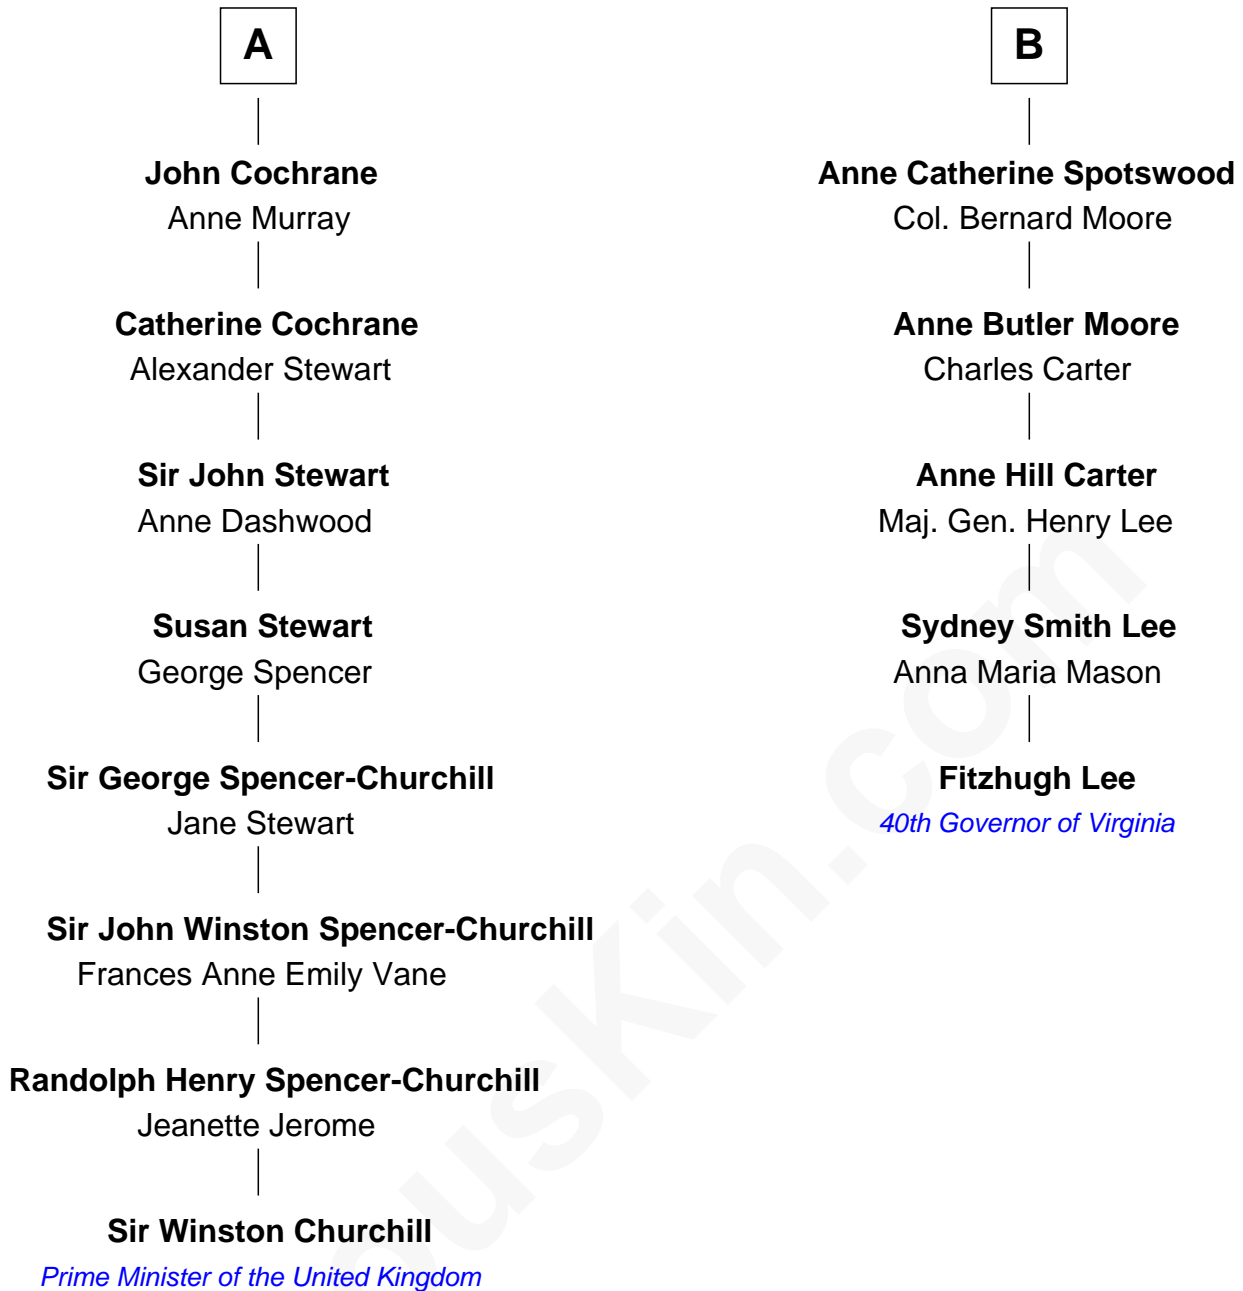 A
John Cochrane
Anne Murray
Catherine Cochrane
Alexander Stewart
Sir John Stewart
Anne Dashwood
Susan Stewart
George Spencer
Sir George Spencer-Churchill
Jane Stewart
Sir John Winston Spencer-Churchill
Frances Anne Emily Vane
Randolph Henry Spencer-Churchill
Jeanette Jerome
Sir Winston Churchill
Prime Minister of the United Kingdom
B
Anne Catherine Spotswood
Col. Bernard Moore
Anne Butler Moore
Charles Carter
Anne Hill Carter
Maj. Gen. Henry Lee
Sydney Smith Lee
Anna Maria Mason
Fitzhugh Lee
40th Governor of Virginia
ousKin.com